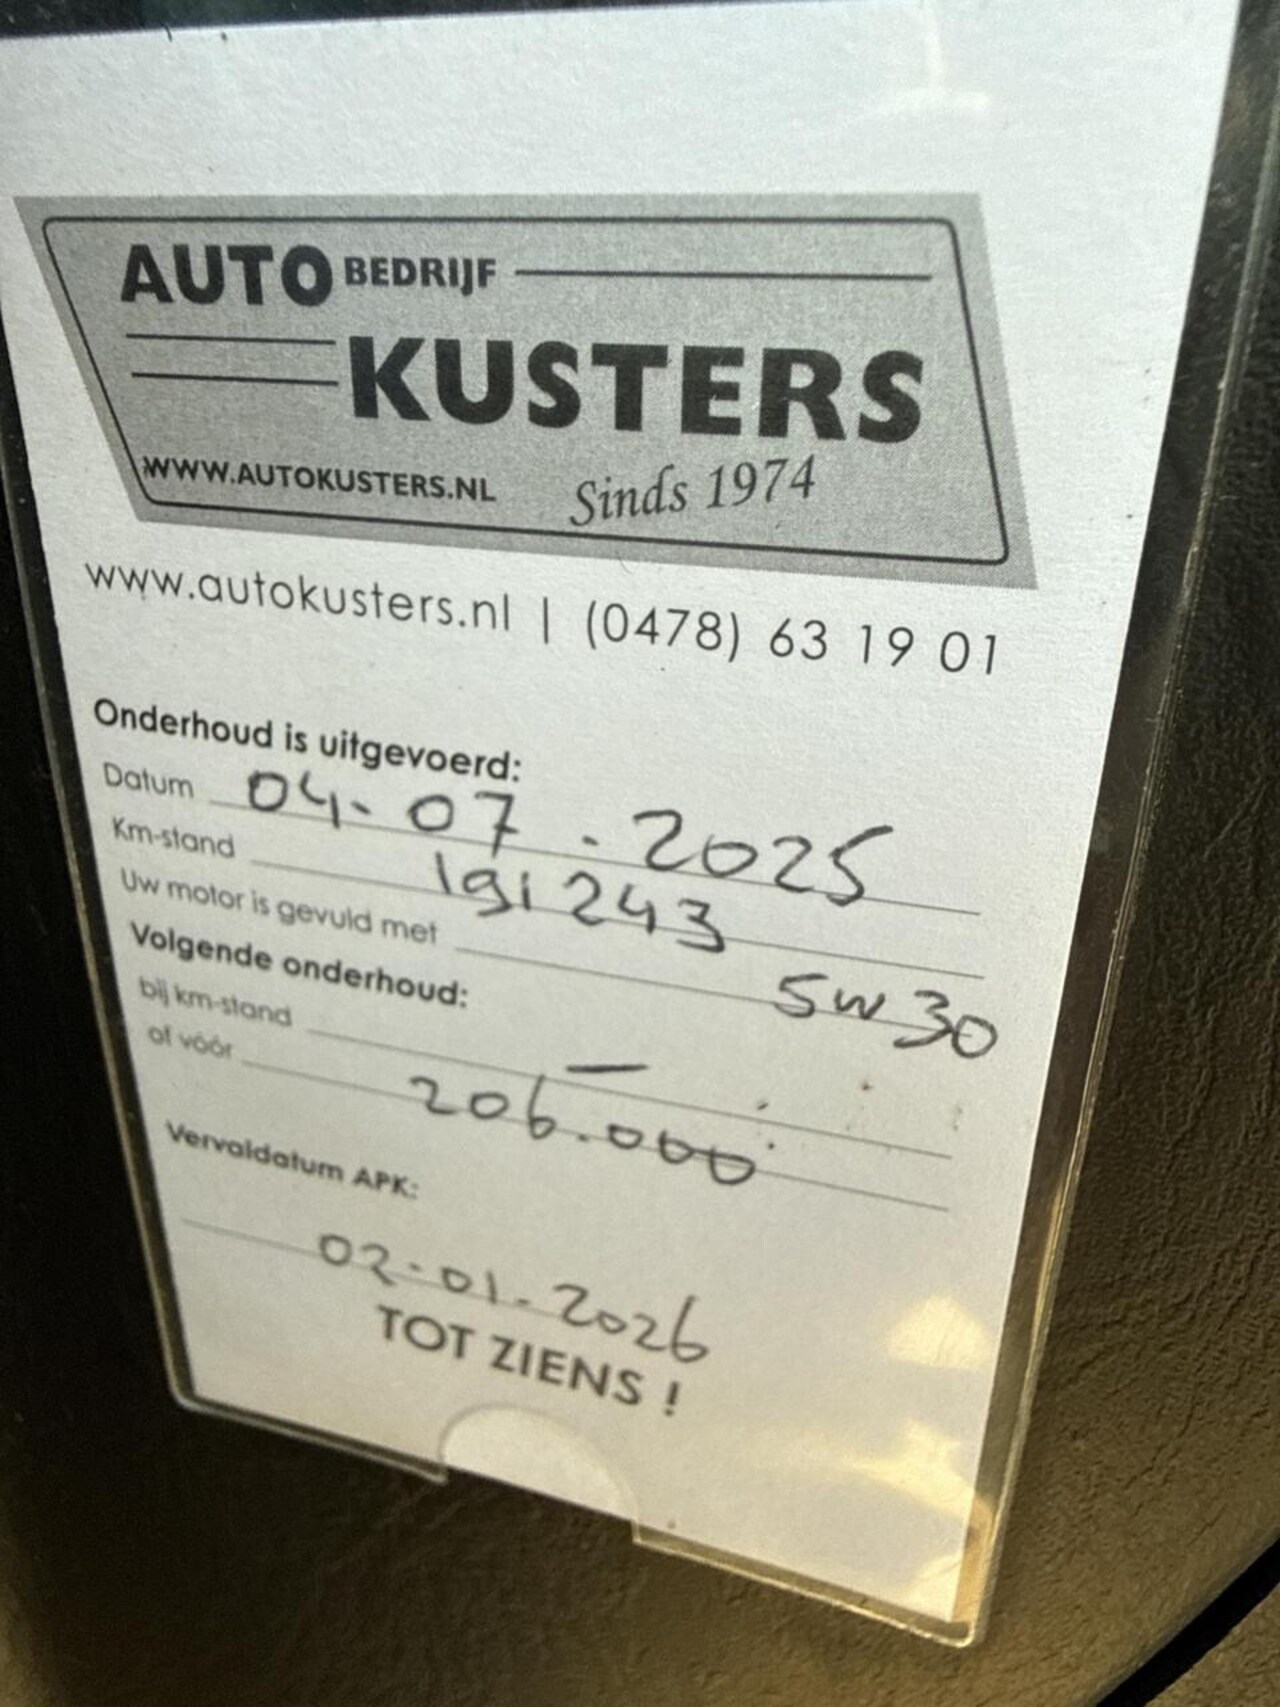 AUTO BEDRIJF
KUSTERS
WWW.AUTOKUSTERS.NL Sinds 1974
www.autokusters.nl | (0478) 63 19 01
Onderhoud is uitgevoerd:
Datum 04-07-2025
Km-stand 191243
Uw motor is gevuld met 5w30
Volgende onderhoud:
bij km-stand —
of vóór 206.000
Vervaldatum APK:
02-01-2026
TOT ZIENS !